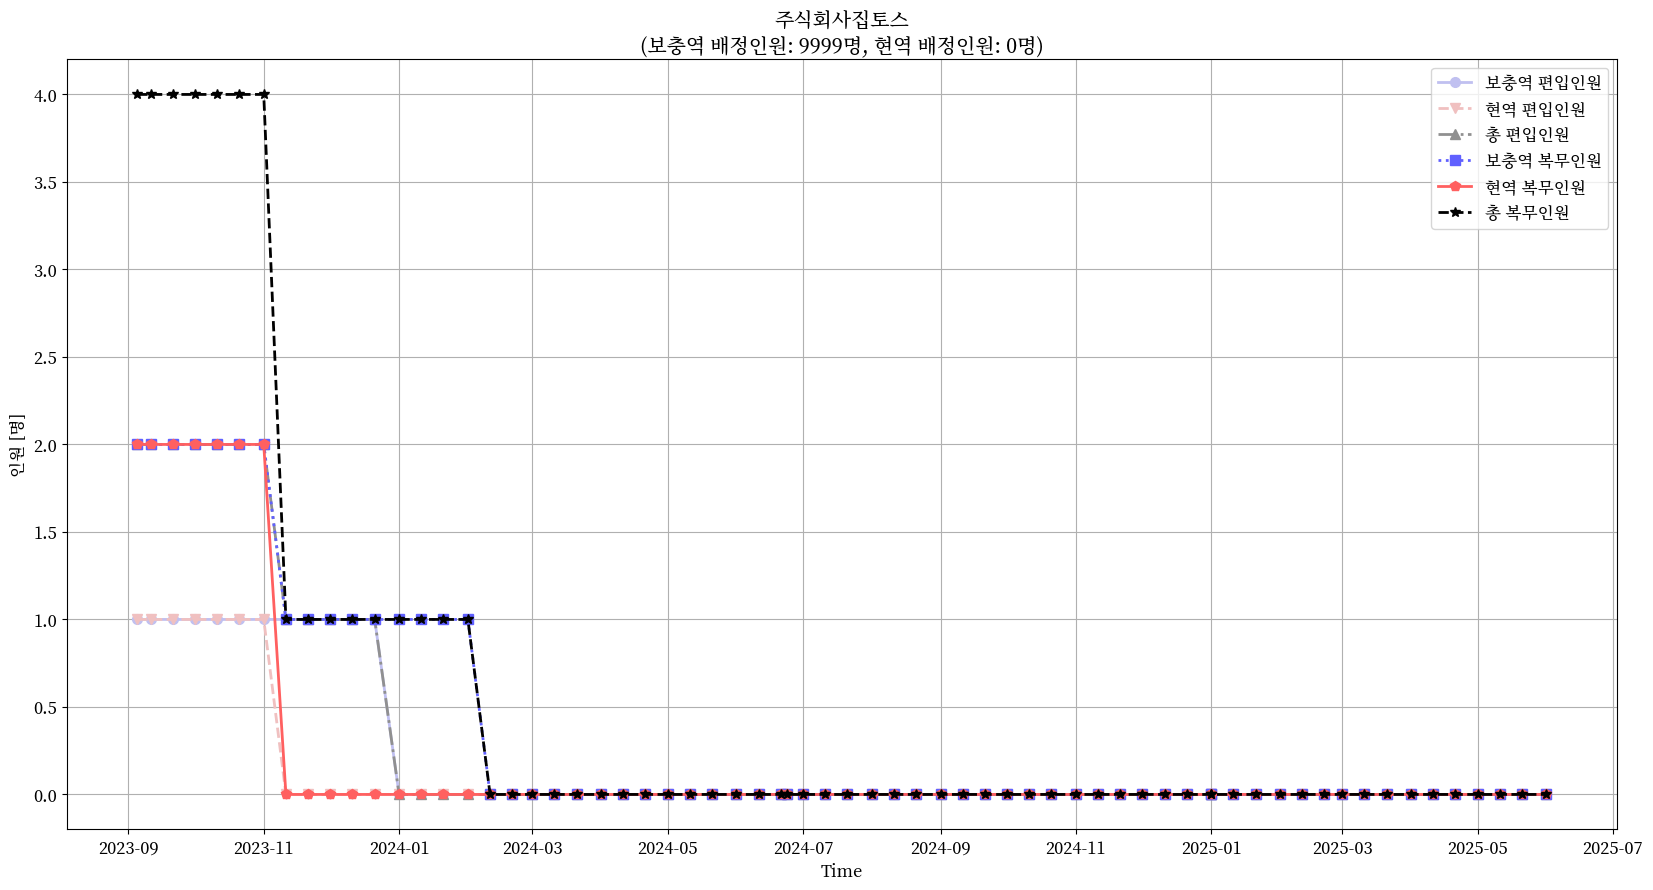 주식회사집토스
(보충역 배정인원: 9999명, 현역 배정인원: 0명)
보충역 편입인원
현역 편입인원
총 편입인원
보충역 복무인원
현역 복무인원
총 복무인원
인원 [명]
4.0
3.5
3.0
2.5
2.0
1.5
1.0
0.5
0.0
2023-09 2023-11 2024-01 2024-03 2024-05 2024-07 2024-09 2024-11 2025-01 2025-03 2025-05 2025-07
Time